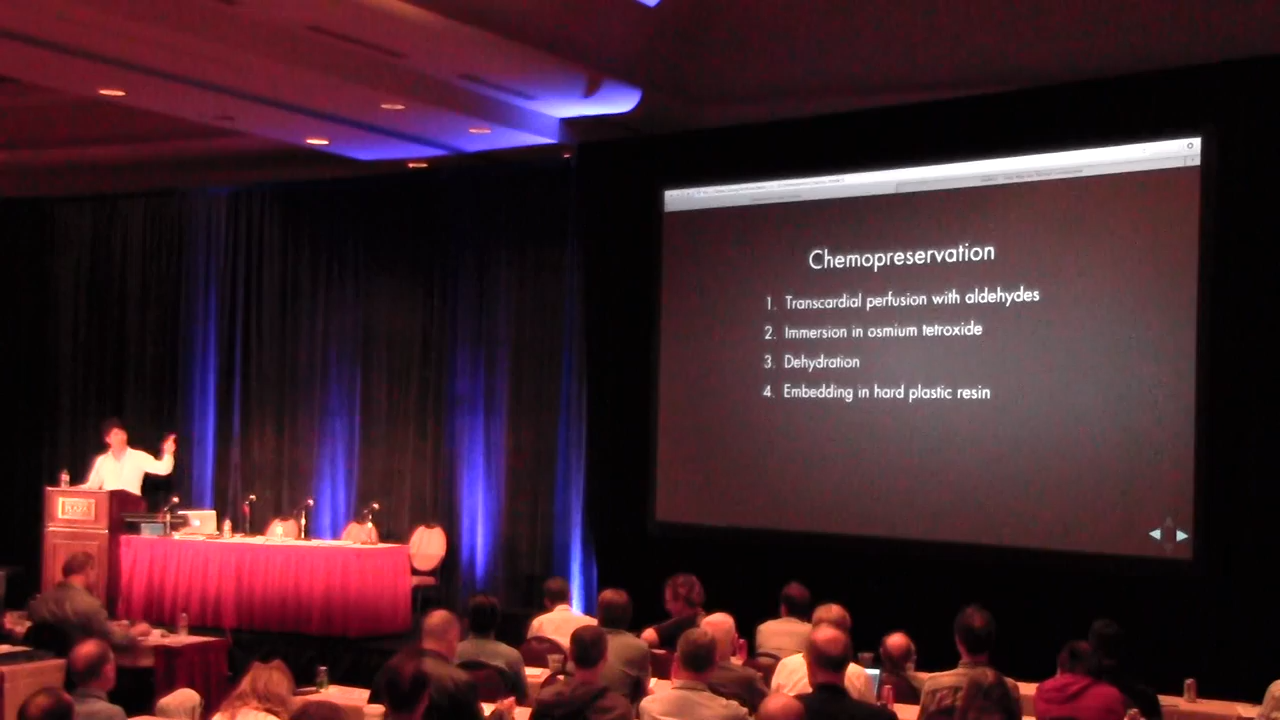 Chemopreservation
1. Transcardial perfusion with aldehydes
2. Immersion in osmium tetroxide
3. Dehydration
4. Embedding in hard plastic resin
PLAZA